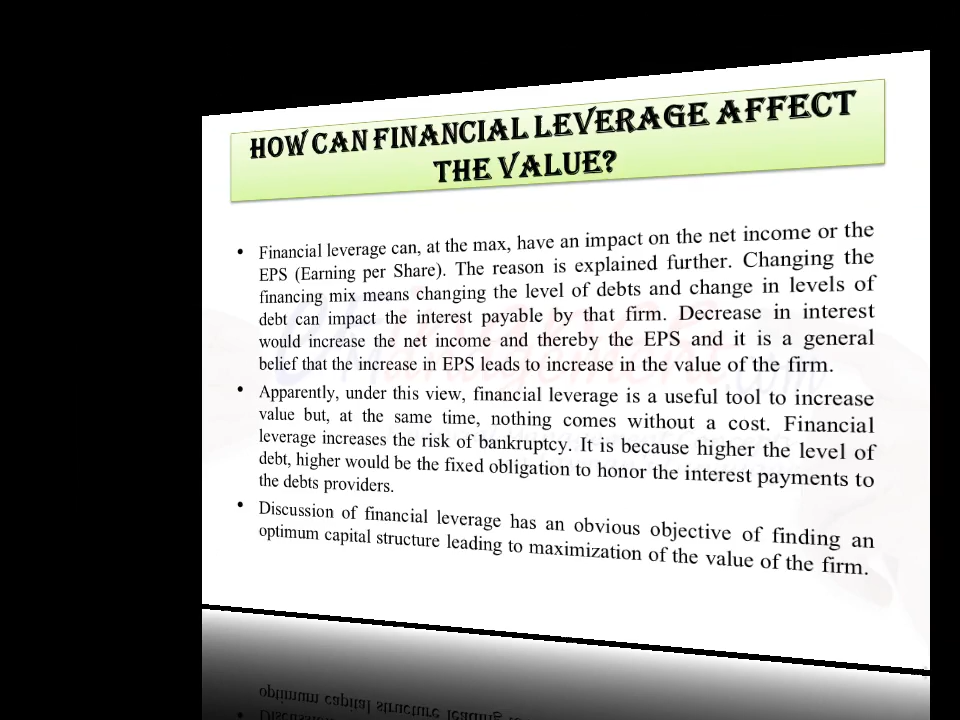 HOW CAN FINANCIAL LEVERAGE AFFECT
THE VALUE?
• Financial leverage can, at the max, have an impact on the net income or the
EPS (Earning per Share). The reason is explained further. Changing the
financing mix means changing the level of debts and change in levels of
debt can impact the interest payable by that firm. Decrease in interest
would increase the net income and thereby the EPS and it is a general
belief that the increase in EPS leads to increase in the value of the firm.
• Apparently, under this view, financial leverage is a useful tool to increase
value but, at the same time, nothing comes without a cost. Financial
leverage increases the risk of bankruptcy. It is because higher the level of
debt, higher would be the fixed obligation to honor the interest payments to
the debts providers.
• Discussion of financial leverage has an obvious objective of finding an
optimum capital structure leading to maximization of the value of the firm.